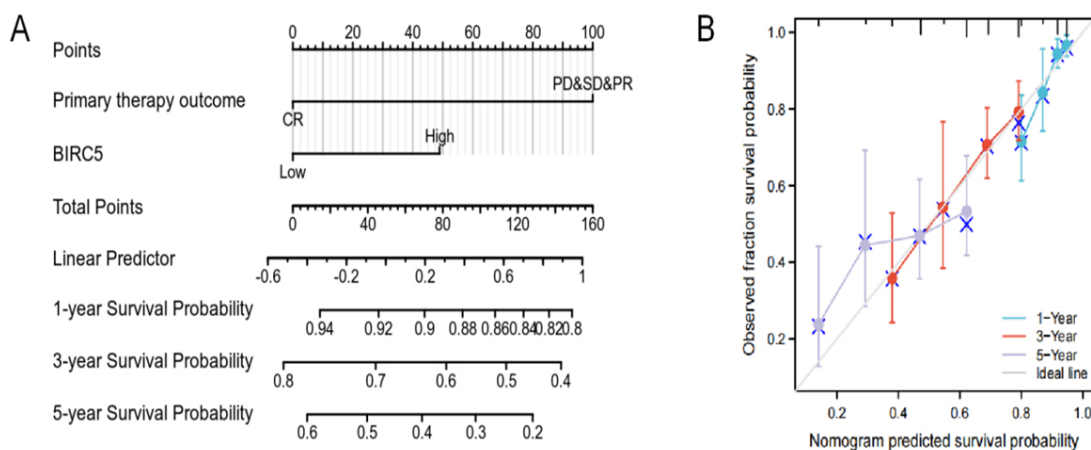 A
Points
0 20 40 60 80 100
Primary therapy outcome
PD&SD&PR
CR
BIRC5
High
Low
Total Points
0 40 80 120 160
Linear Predictor
-0.6 -0.2 0.2 0.6 1
1-year Survival Probability
0.94 0.92 0.9 0.88 0.86 0.84 0.82 0.8
3-year Survival Probability
0.8 0.7 0.6 0.5 0.4
5-year Survival Probability
0.6 0.5 0.4 0.3 0.2
B
Observed fraction survival probability
1.0
0.8
0.6
0.4
0.2
1-Year
3-Year
5-Year
Ideal line
0.2 0.4 0.6 0.8 1.0
Nomogram predicted survival probability